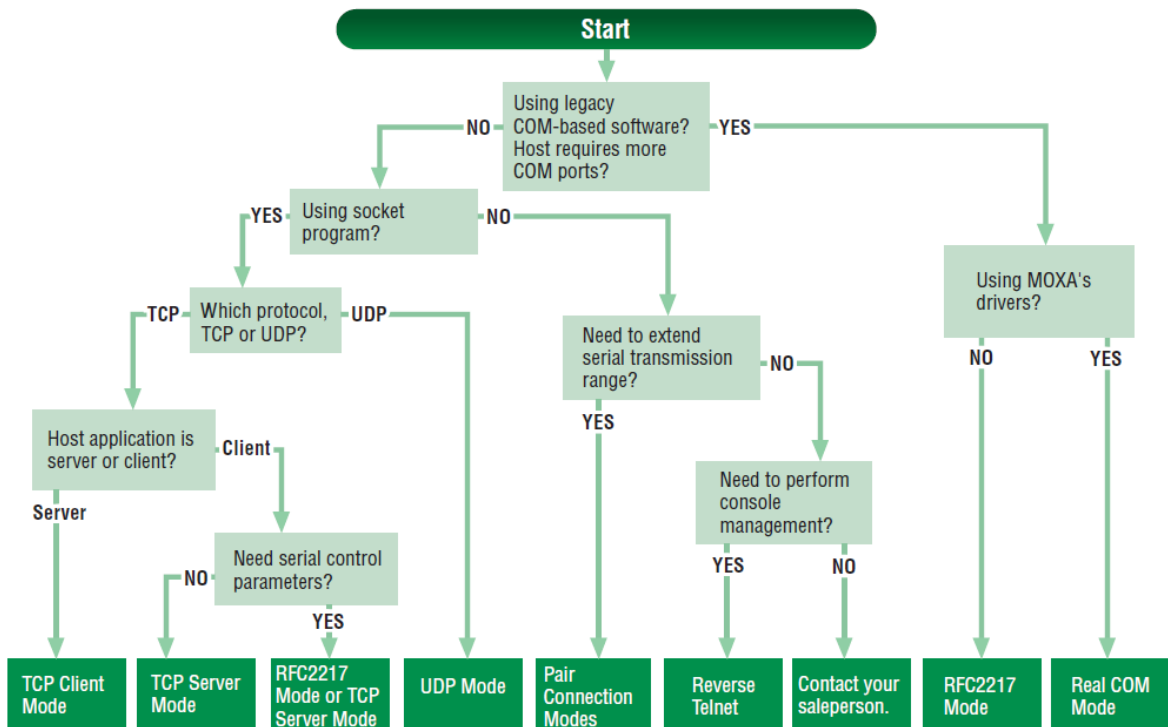 Start
Using legacy
COM-based software?
Host requires more
COM ports?
NO
YES
Using socket
program?
YES
NO
Using MOXA's
drivers?
NO
YES
Which protocol,
TCP or UDP?
TCP
UDP
Need to extend
serial transmission
range?
NO
YES
Host application is
server or client?
Client
Server
Need to perform
console
management?
YES
NO
Need serial control
parameters?
NO
YES
TCP Client
Mode
TCP Server
Mode
RFC2217
Mode or TCP
Server Mode
UDP Mode
Pair
Connection
Modes
Reverse
Telnet
Contact your
saleperson.
RFC2217
Mode
Real COM
Mode